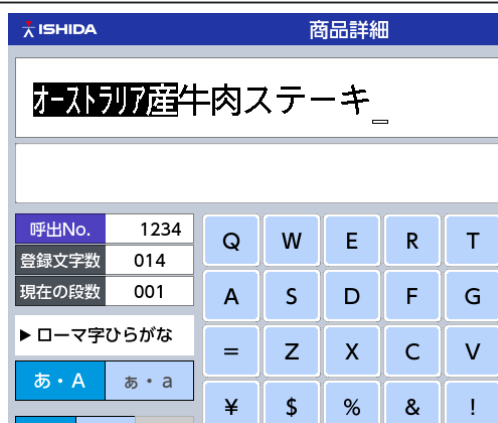 ISHIDA 商品詳細
オーストラリア産牛肉ステーキ_
呼出No. 1234
登録文字数 014
現在の段数 001
▶ ローマ字ひらがな
あ・A あ・a
Q W E R T
A S D F G
= Z X C V
¥ $ % & !